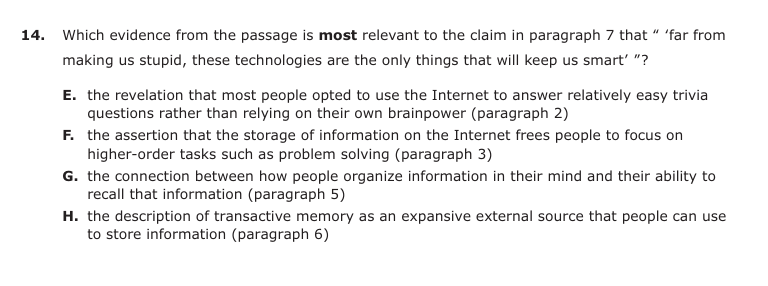 14. Which evidence from the passage is most relevant to the claim in paragraph 7 that “ ‘far from
making us stupid, these technologies are the only things that will keep us smart’ ”?
E. the revelation that most people opted to use the Internet to answer relatively easy trivia
questions rather than relying on their own brainpower (paragraph 2)
F. the assertion that the storage of information on the Internet frees people to focus on
higher-order tasks such as problem solving (paragraph 3)
G. the connection between how people organize information in their mind and their ability to
recall that information (paragraph 5)
H. the description of transactive memory as an expansive external source that people can use
to store information (paragraph 6)